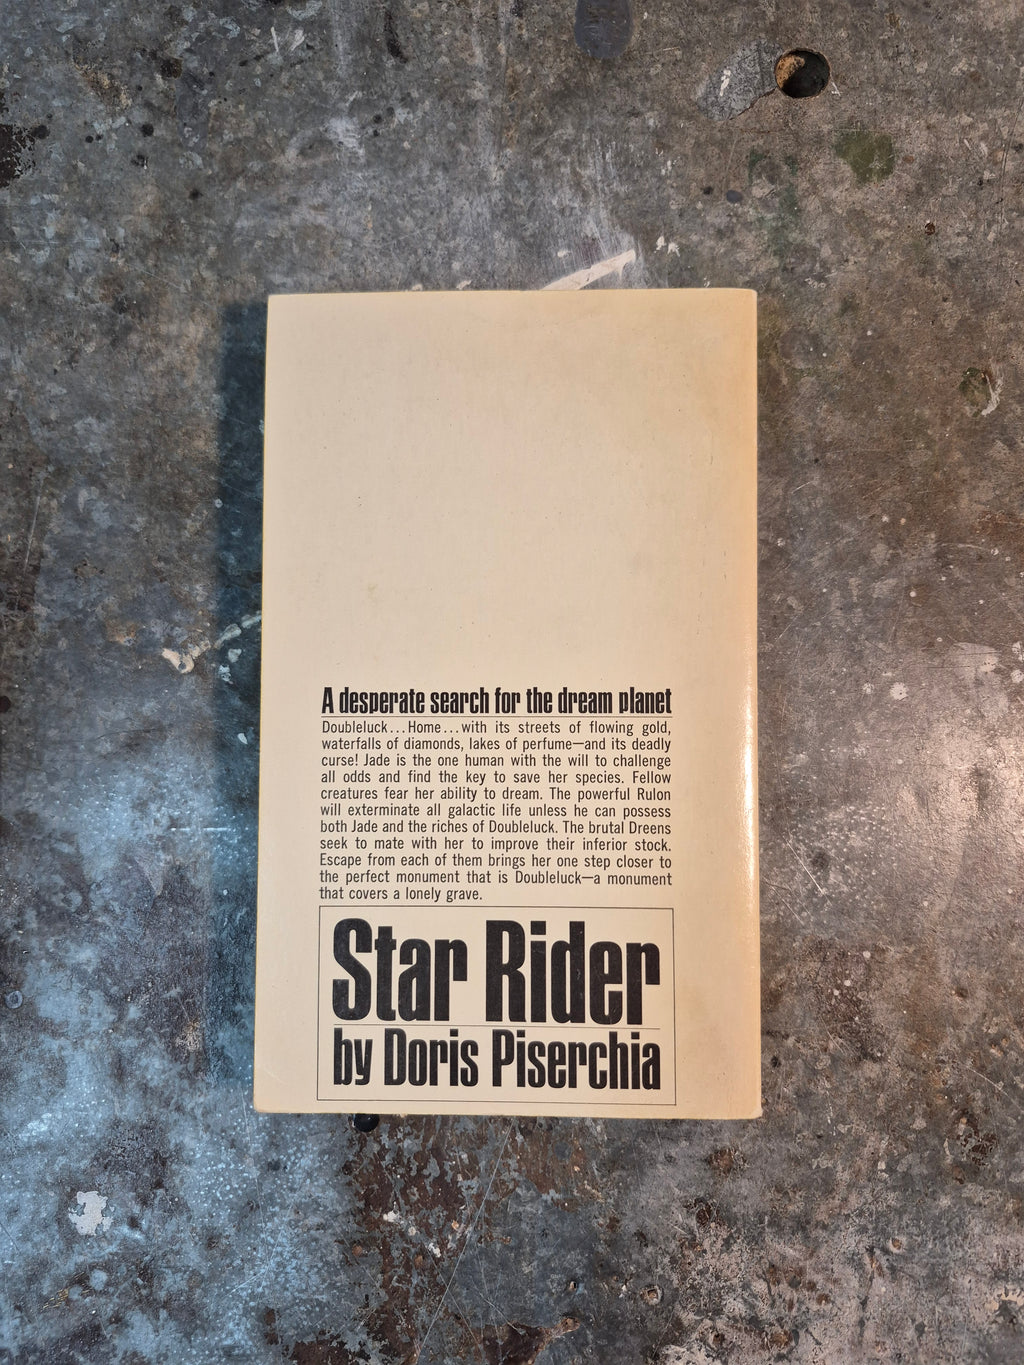 A desperate search for the dream planet
Doubleluck...Home...with its streets of flowing gold,
waterfalls of diamonds, lakes of perfume—and its deadly
curse! Jade is the one human with the will to challenge
all odds and find the key to save her species. Fellow
creatures fear her ability to dream. The powerful Rulon
will exterminate all galactic life unless he can possess
both Jade and the riches of Doubleluck. The brutal Dreens
seek to mate with her to improve their inferior stock.
Escape from each of them brings her one step closer to
the perfect monument that is Doubleluck—a monument
that covers a lonely grave.
Star Rider
by Doris Piserchia